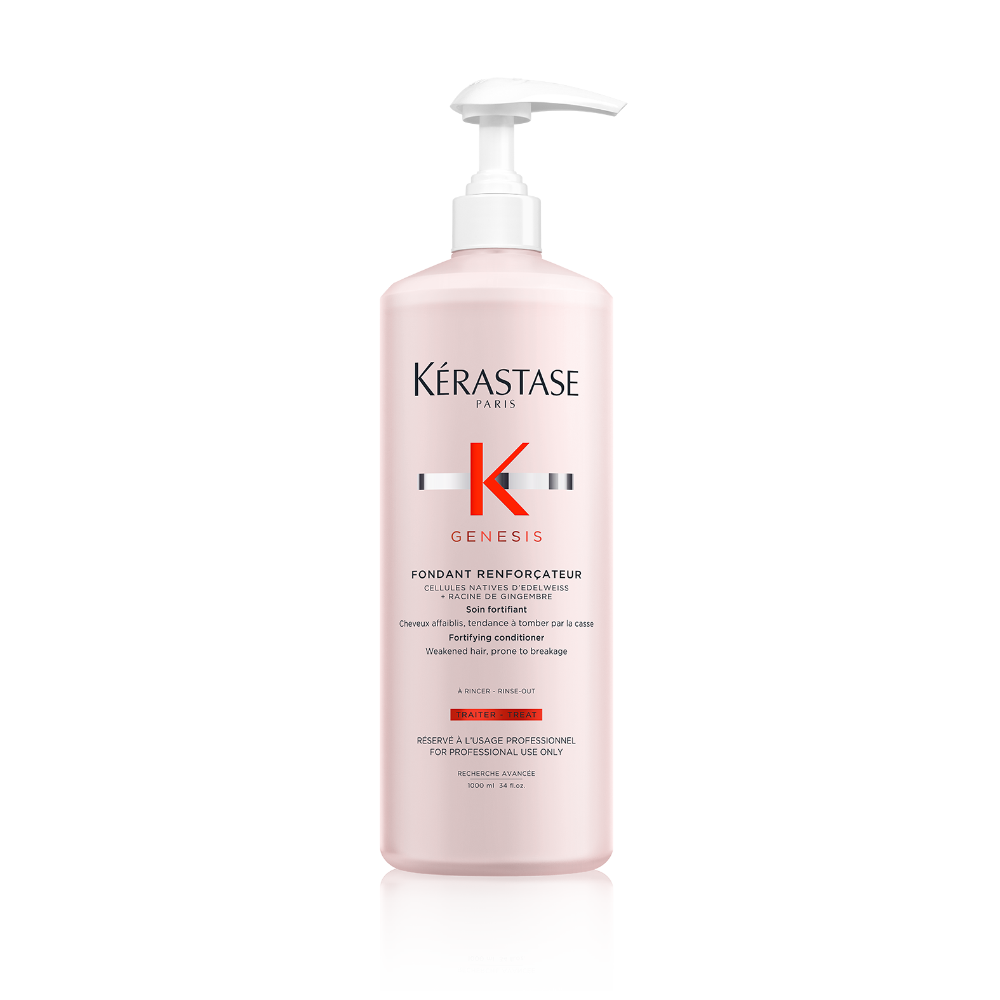 KÉRASTASE
PARIS
K
GENESIS
FONDANT RENFORÇATEUR
CELLULES NATIVES D'EDELWEISS
+ RACINE DE GINGEMBRE
Soin fortifiant
Cheveux affaiblis, tendance à tomber par la casse
Fortifying conditioner
Weakened hair, prone to breakage
À RINCER - RINSE-OUT
TRAITER - TREAT
RÉSERVÉ À L'USAGE PROFESSIONNEL
FOR PROFESSIONAL USE ONLY
RECHERCHE AVANCÉE
1000 ml 34 fl.oz.